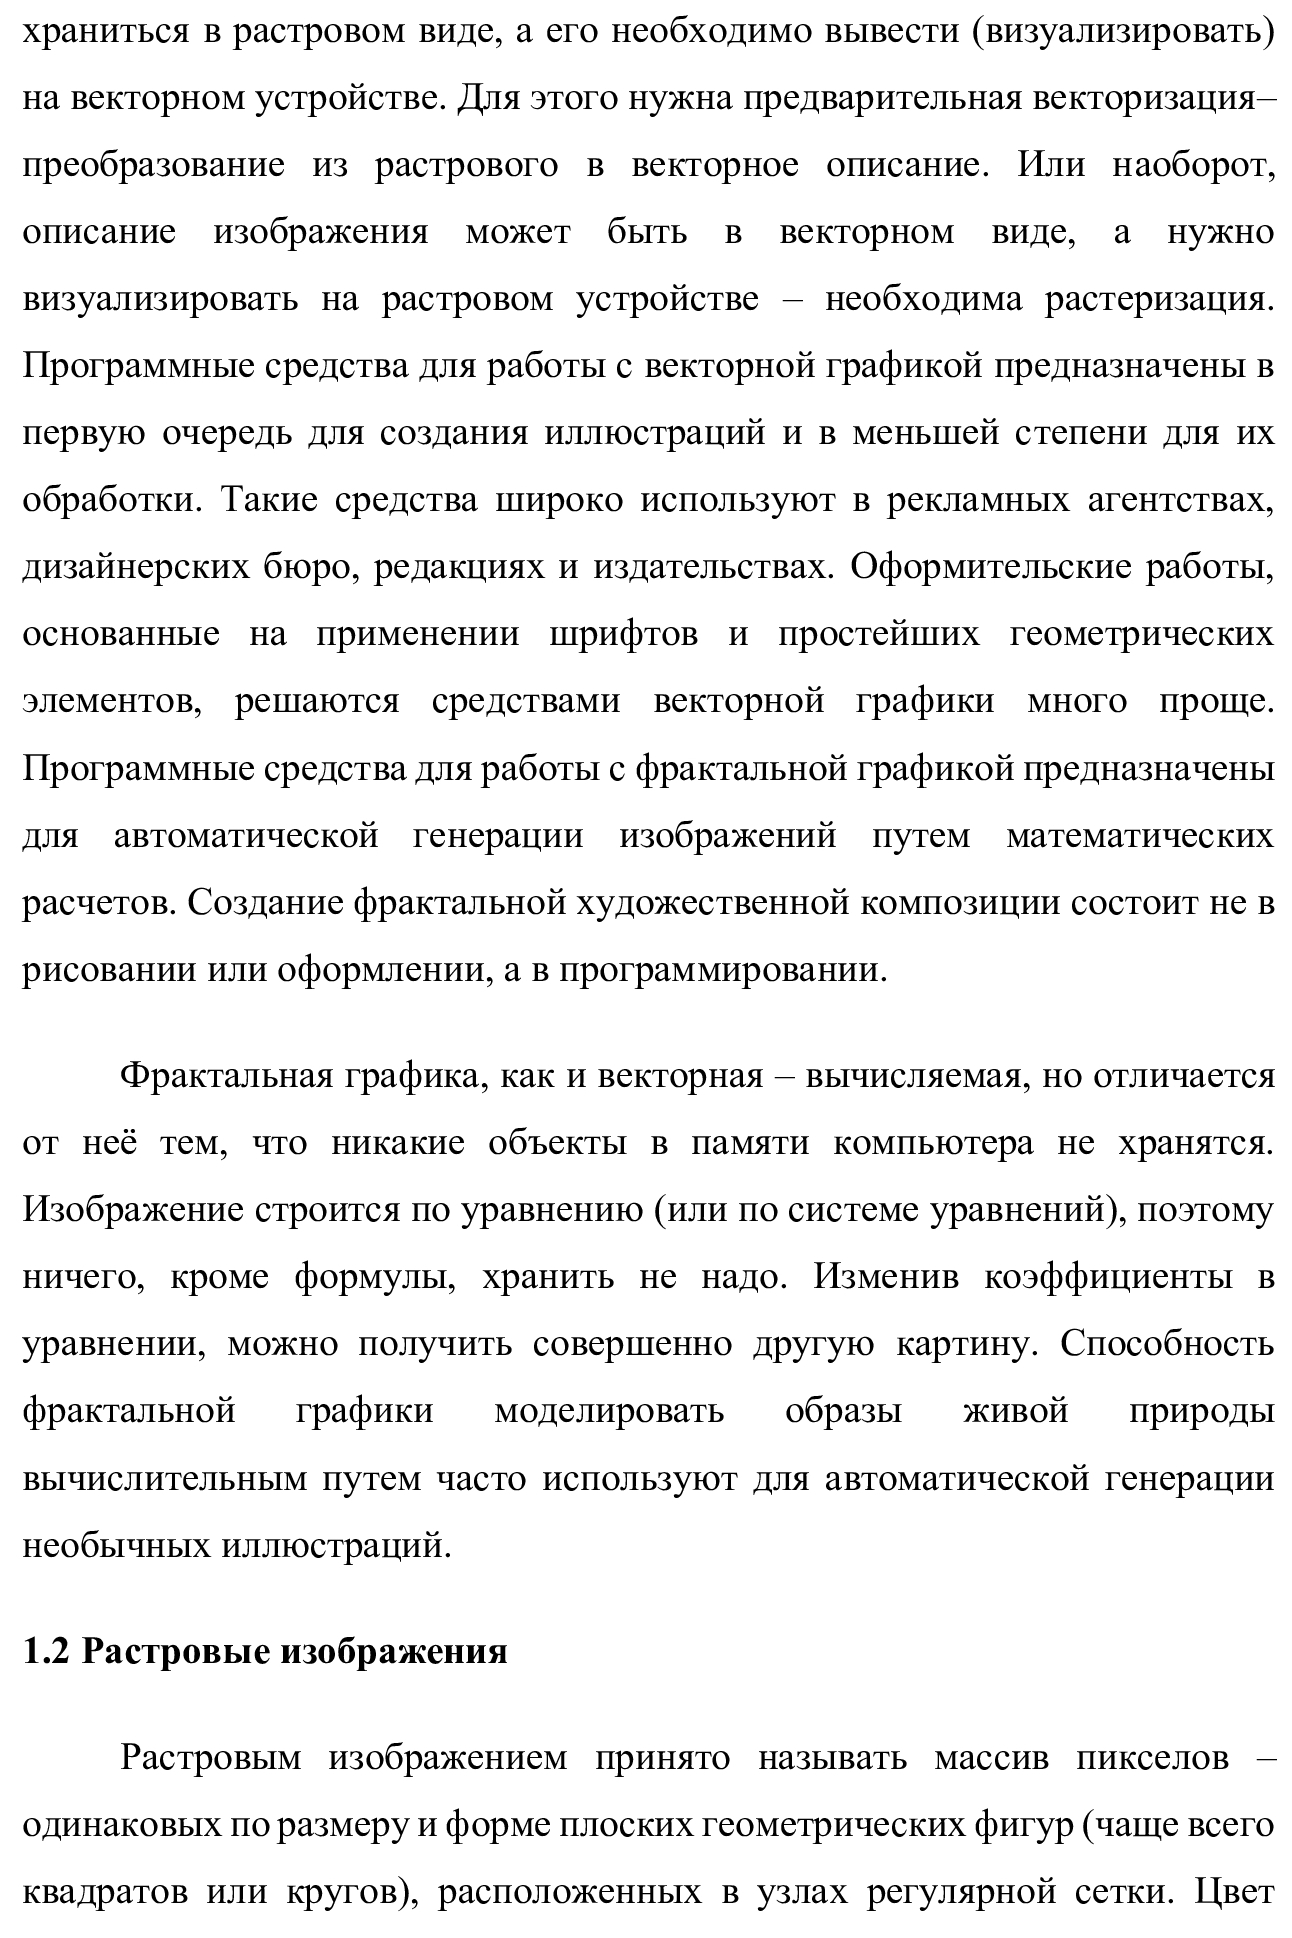 храниться в растровом виде, а его необходимо вывести (визуализировать)
на векторном устройстве. Для этого нужна предварительная векторизация–
преобразование из растрового в векторное описание. Или наоборот,
описание изображения может быть в векторном виде, а нужно
визуализировать на растровом устройстве – необходима растеризация.
Программные средства для работы с векторной графикой предназначены в
первую очередь для создания иллюстраций и в меньшей степени для их
обработки. Такие средства широко используют в рекламных агентствах,
дизайнерских бюро, редакциях и издательствах. Оформительские работы,
основанные на применении шрифтов и простейших геометрических
элементов, решаются средствами векторной графики много проще.
Программные средства для работы с фрактальной графикой предназначены
для автоматической генерации изображений путем математических
расчетов. Создание фрактальной художественной композиции состоит не в
рисовании или оформлении, а в программировании.
Фрактальная графика, как и векторная – вычисляемая, но отличается
от неё тем, что никакие объекты в памяти компьютера не хранятся.
Изображение строится по уравнению (или по системе уравнений), поэтому
ничего, кроме формулы, хранить не надо. Изменив коэффициенты в
уравнении, можно получить совершенно другую картину. Способность
фрактальной графики моделировать образы живой природы
вычислительным путем часто используют для автоматической генерации
необычных иллюстраций.
1.2 Растровые изображения
Растровым изображением принято называть массив пикселов –
одинаковых по размеру и форме плоских геометрических фигур (чаще всего
квадратов или кругов), расположенных в узлах регулярной сетки. Цвет